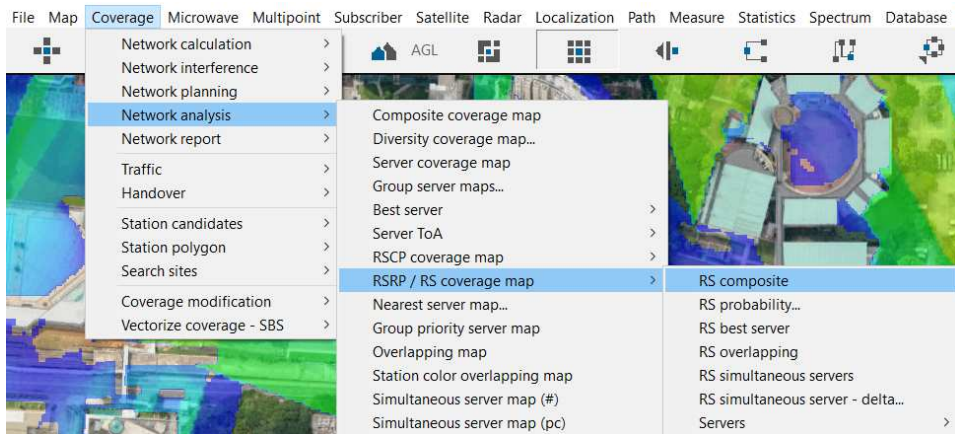 File Map Coverage Microwave Multipoint Subscriber Satellite Radar Localization Path Measure Statistics Spectrum Database
AGL
Network calculation
Network interference
Network planning
Network analysis
Network report
Traffic
Handover
Station candidates
Station polygon
Search sites
Coverage modification
Vectorize coverage - SBS
Composite coverage map
Diversity coverage map...
Server coverage map
Group server maps...
Best server
Server ToA
RSCP coverage map
RSRP / RS coverage map
Nearest server map...
Group priority server map
Overlapping map
Station color overlapping map
Simultaneous server map (#)
Simultaneous server map (pc)
RS composite
RS probability...
RS best server
RS overlapping
RS simultaneous servers
RS simultaneous server - delta...
Servers